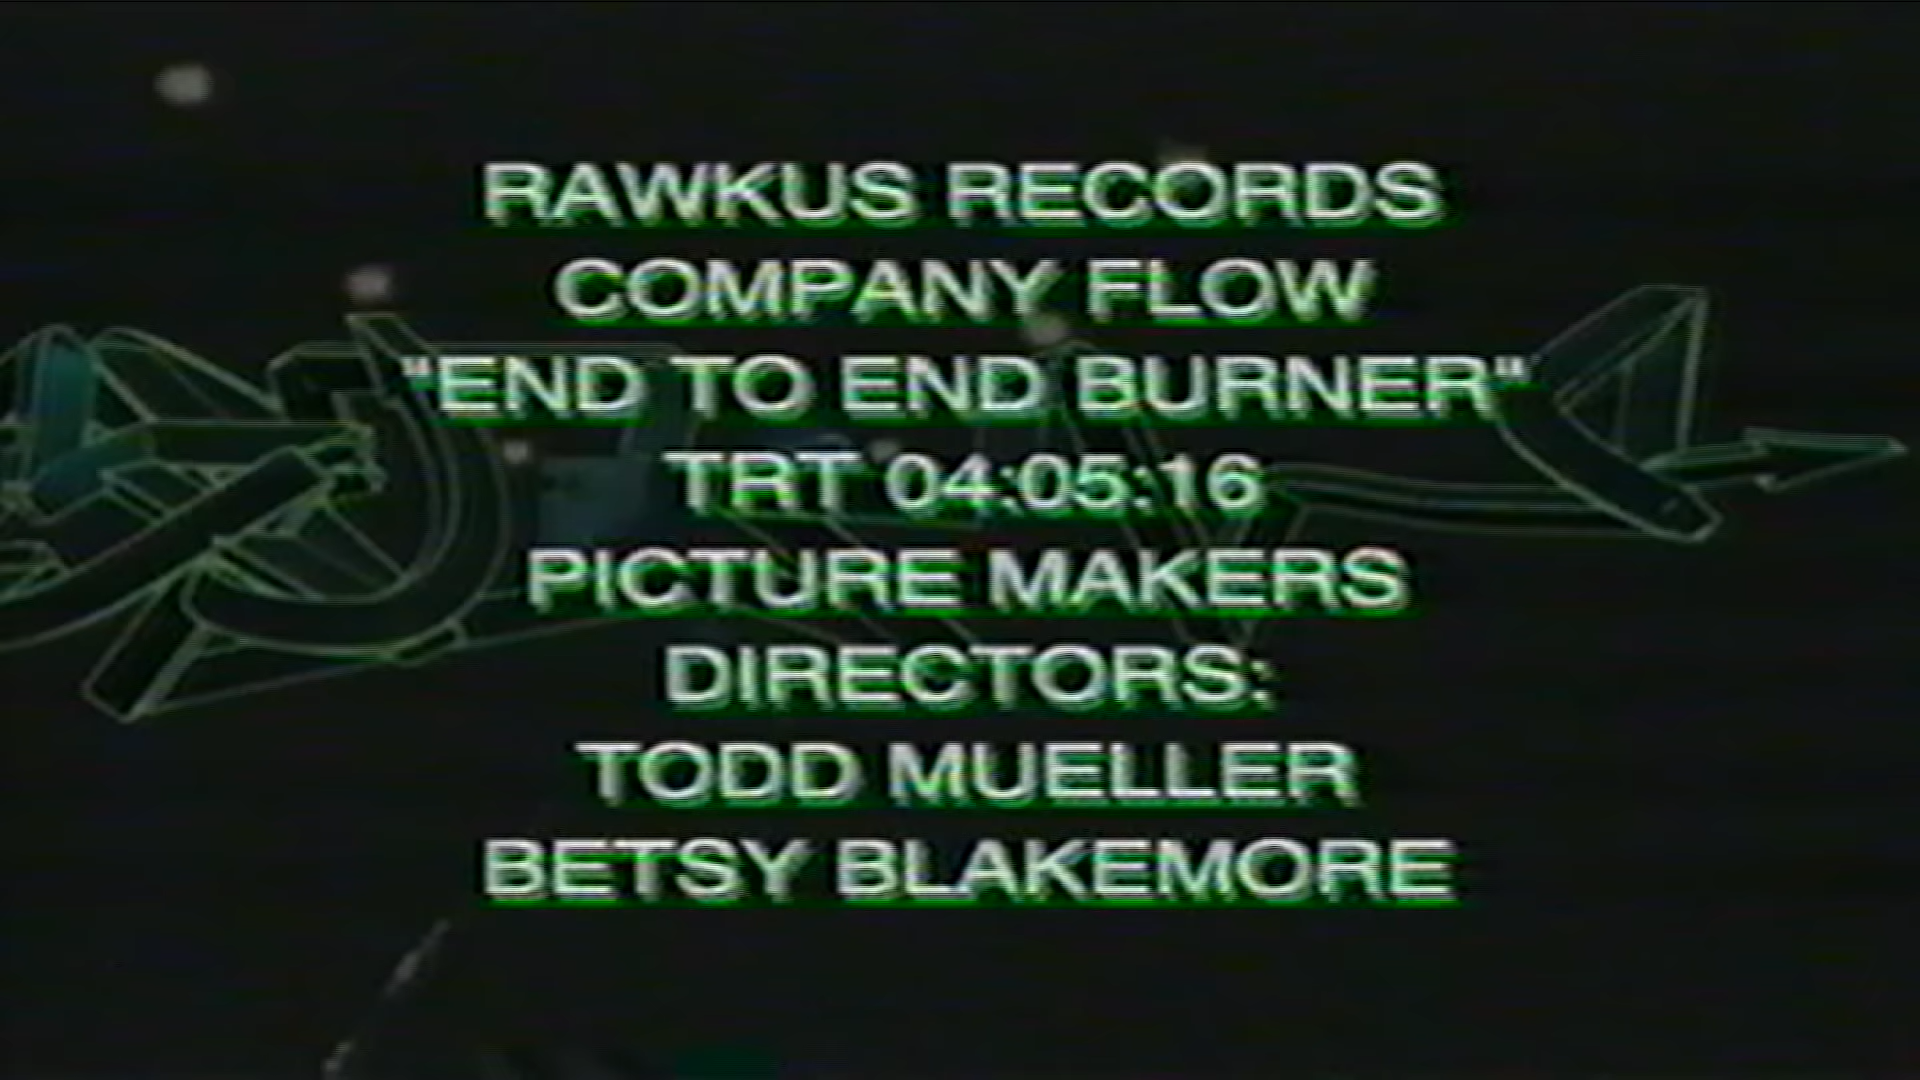 RAWKUS RECORDS
COMPANY FLOW
"END TO END BURNER"
TRT 04:05:16
PICTURE MAKERS
DIRECTORS:
TODD MUELLER
BETSY BLAKEMORE